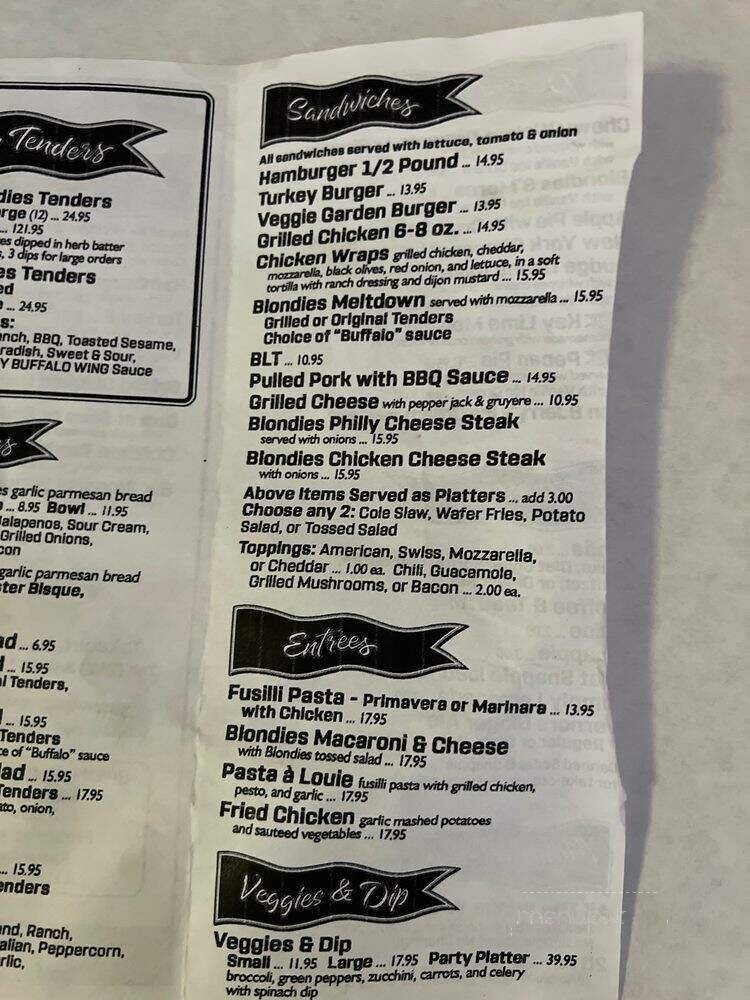 Tenders
dies Tenders
rge (12) ... 24.95
... 121.95
es dipped in herb batter
s, 3 dips for large orders
es Tenders
ed
... 24.95
s:
nch, BBQ, Toasted Sesame,
radish, Sweet & Sour,
Y BUFFALO WING Sauce
s garlic parmesan bread
... 8.95 Bowl ... 11.95
Jalapenos, Sour Cream,
Grilled Onions,
con
garlic parmesan bread
ster Bisque,
ad ... 6.95
... 15.95
al Tenders,
... 15.95
Tenders
ce of "Buffalo" sauce
lad ... 15.95
Tenders ... 17.95
ato, onion,
... 15.95
enders
nd, Ranch,
alian, Peppercorn,
rlic,
Sandwiches
All sandwiches served with lettuce, tomato & onion
Hamburger 1/2 Pound ... 14.95
Turkey Burger ... 13.95
Veggie Garden Burger ... 13.95
Grilled Chicken 6-8 oz. ... 14.95
Chicken Wraps grilled chicken, cheddar,
mozzarella, black olives, red onion, and lettuce, in a soft
tortilla with ranch dressing and dijon mustard ... 15.95
Blondies Meltdown served with mozzarella ... 15.95
Grilled or Original Tenders
Choice of "Buffalo" sauce
BLT ... 10.95
Pulled Pork with BBQ Sauce ... 14.95
Grilled Cheese with pepper jack & gruyere ... 10.95
Blondies Philly Cheese Steak
served with onions ... 15.95
Blondies Chicken Cheese Steak
with onions ... 15.95
Above Items Served as Platters ... add 3.00
Choose any 2: Cole Slaw, Wafer Fries, Potato
Salad, or Tossed Salad
Toppings: American, Swiss, Mozzarella,
or Cheddar ... 1.00 ea. Chili, Guacamole,
Grilled Mushrooms, or Bacon ... 2.00 ea.
Entrees
Fusilli Pasta - Primavera or Marinara ... 13.95
with Chicken ... 17.95
Blondies Macaroni & Cheese
with Blondies tossed salad ... 17.95
Pasta à Louie fusilli pasta with grilled chicken,
pesto, and garlic ... 17.95
Fried Chicken garlic mashed potatoes
and sauteed vegetables ... 17.95
Veggies & Dip
Veggies & Dip
Small ... 11.95 Large ... 17.95 Party Platter ... 39.95
broccoli, green peppers, zucchini, carrots, and celery
with spinach dip